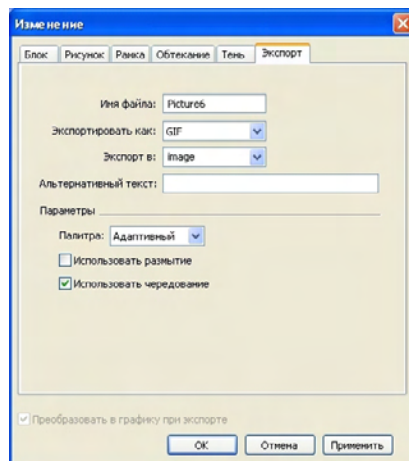 Изменение
Блок Рисунок Рамка Обтекание Тень Экспорт
Имя файла: Picture6
Экспортировать как: GIF
Экспорт в: image
Альтернативный текст:
Параметры
Палитра: Адаптивный
Использовать размытие
Использовать чередование
Преобразовать в графику при экспорте
ОК Отмена Применить